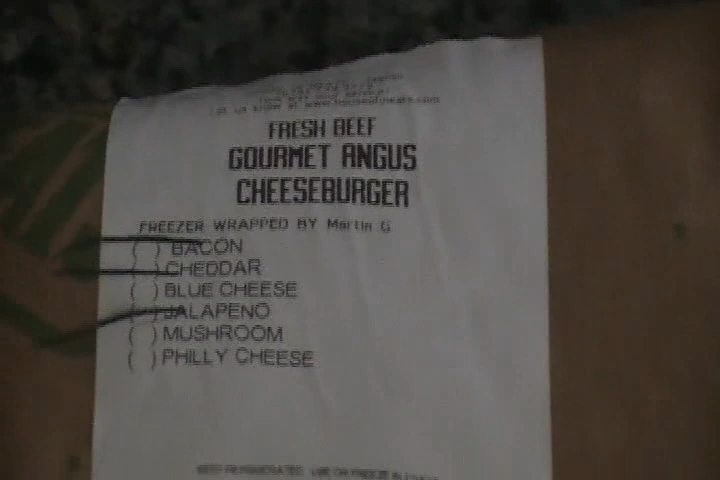 FRESH BEEF
GOURMET ANGUS
CHEESEBURGER
FREEZER WRAPPED BY Martin G
( ) BACON
( ) CHEDDAR
( ) BLUE CHEESE
( ) JALAPENO
( ) MUSHROOM
( ) PHILLY CHEESE